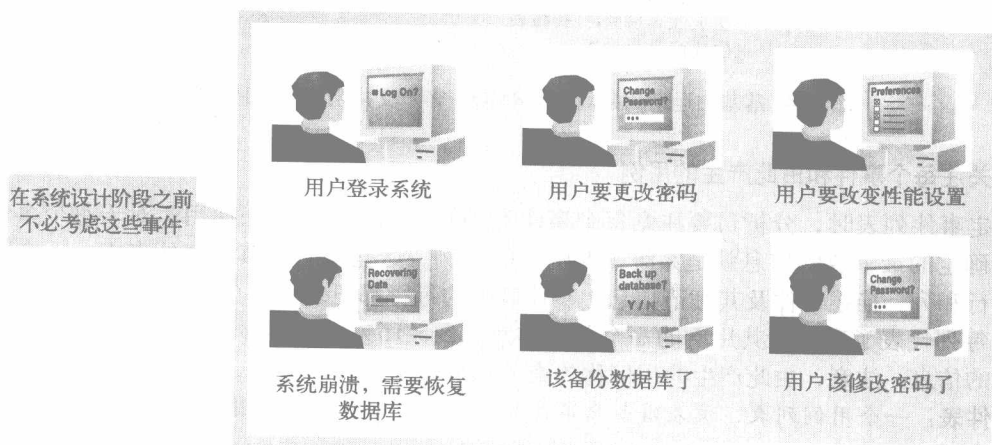 Log On?
Change
Password?
Preferences
用户登录系统
用户要更改密码
用户要改变性能设置
在系统设计阶段之前
不必考虑这些事件
Recovering
Data
Back up
database?
Y / N
Change
Password?
系统崩溃，需要恢复
数据库
该备份数据库了
用户该修改密码了